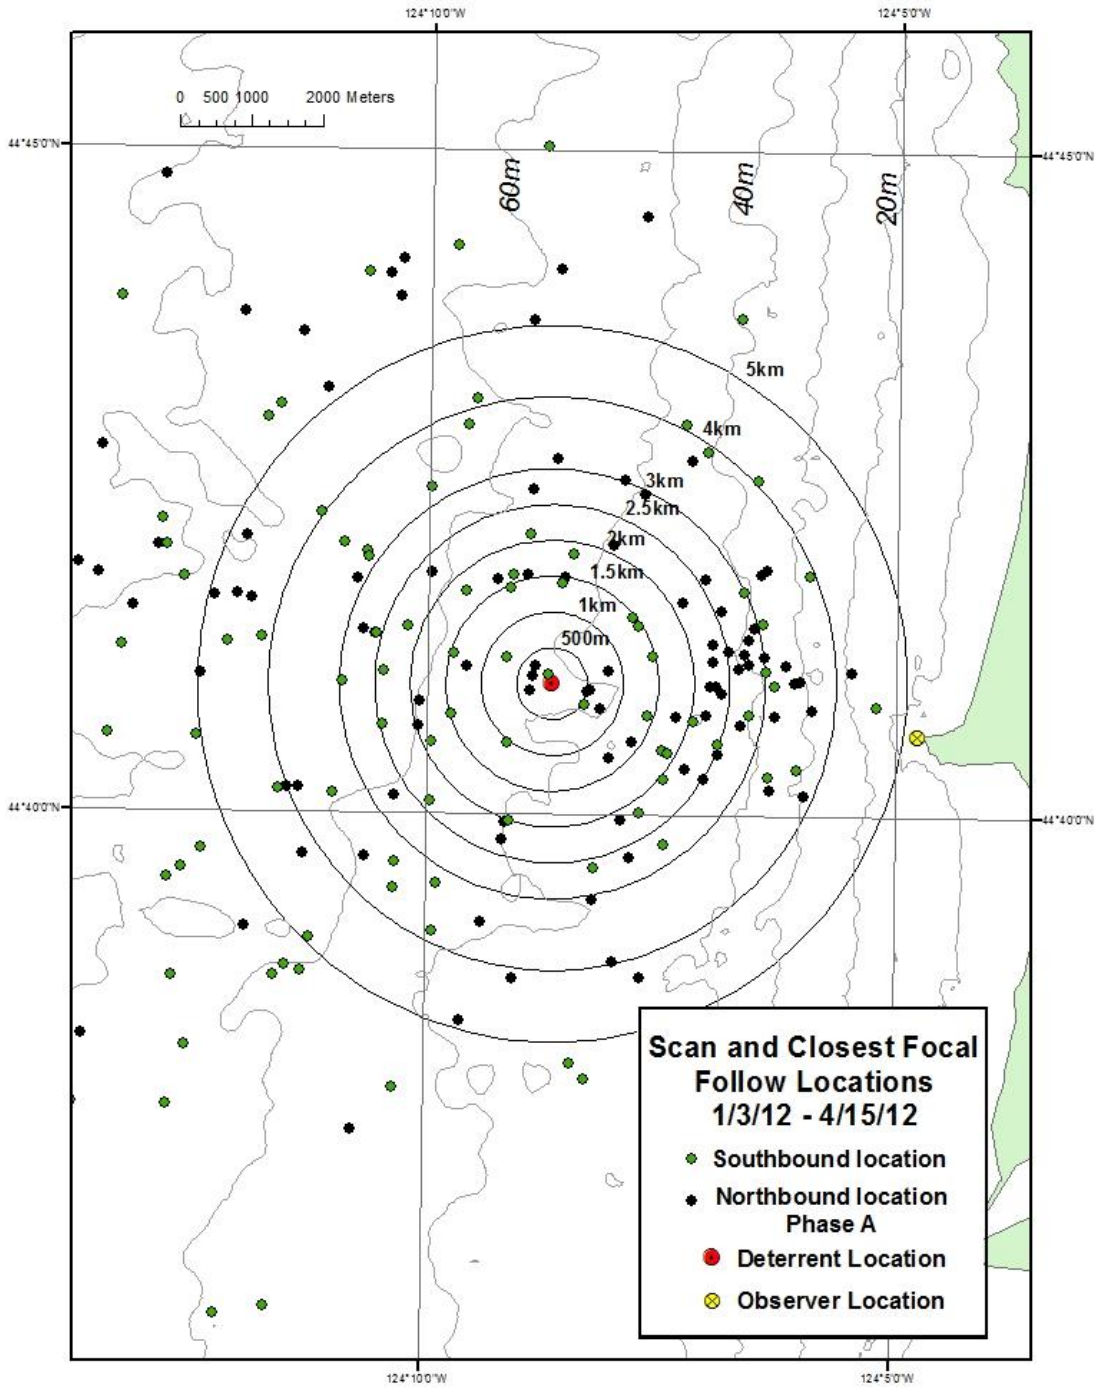 124°10'0"W
124°5'0"W
0 500 1000 2000 Meters
44°45'0"N
44°45'0"N
60m
40m
20m
5km
4km
3km
2.5km
2km
1.5km
1km
500m
44°40'0"N
44°40'0"N
Scan and Closest Focal
Follow Locations
1/3/12 - 4/15/12
Southbound location
Northbound location
Phase A
Deterrent Location
Observer Location
124°10'0"W
124°5'0"W